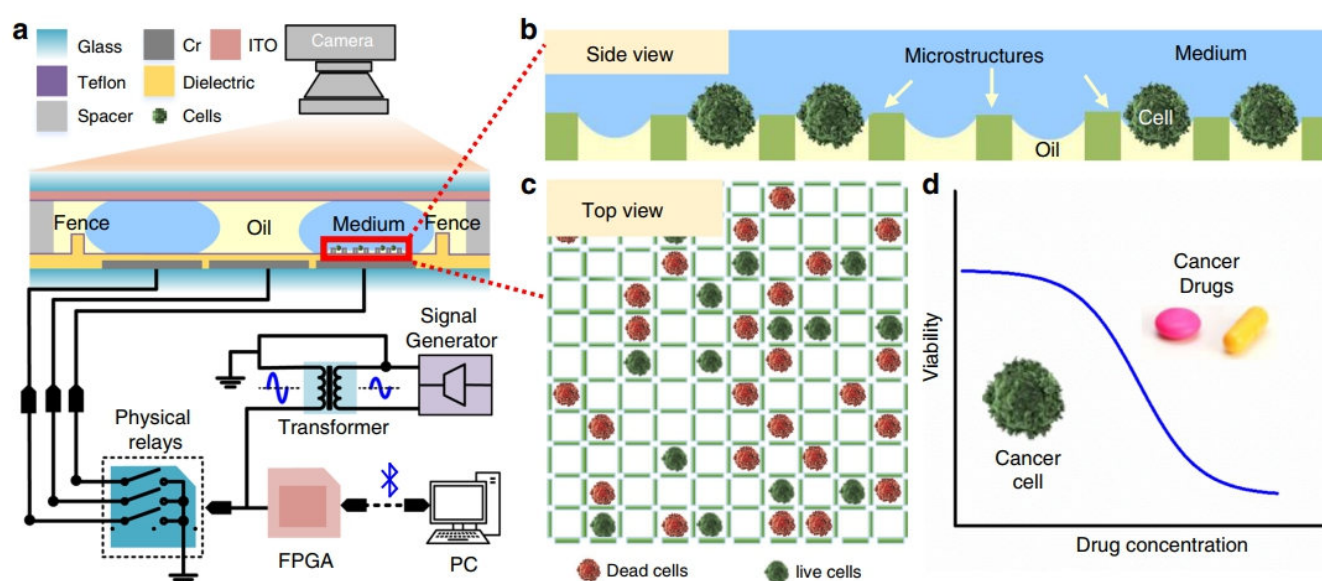 a
Glass
Cr
ITO
Teflon
Dielectric
Spacer
Cells
Camera
Fence
Oil
Medium
Fence
Signal
Generator
Transformer
Physical
relays
FPGA
PC
b
Side view
Microstructures
Medium
Cell
Oil
c
Top view
Dead cells
live cells
d
Viability
Cancer
Drugs
Cancer
cell
Drug concentration